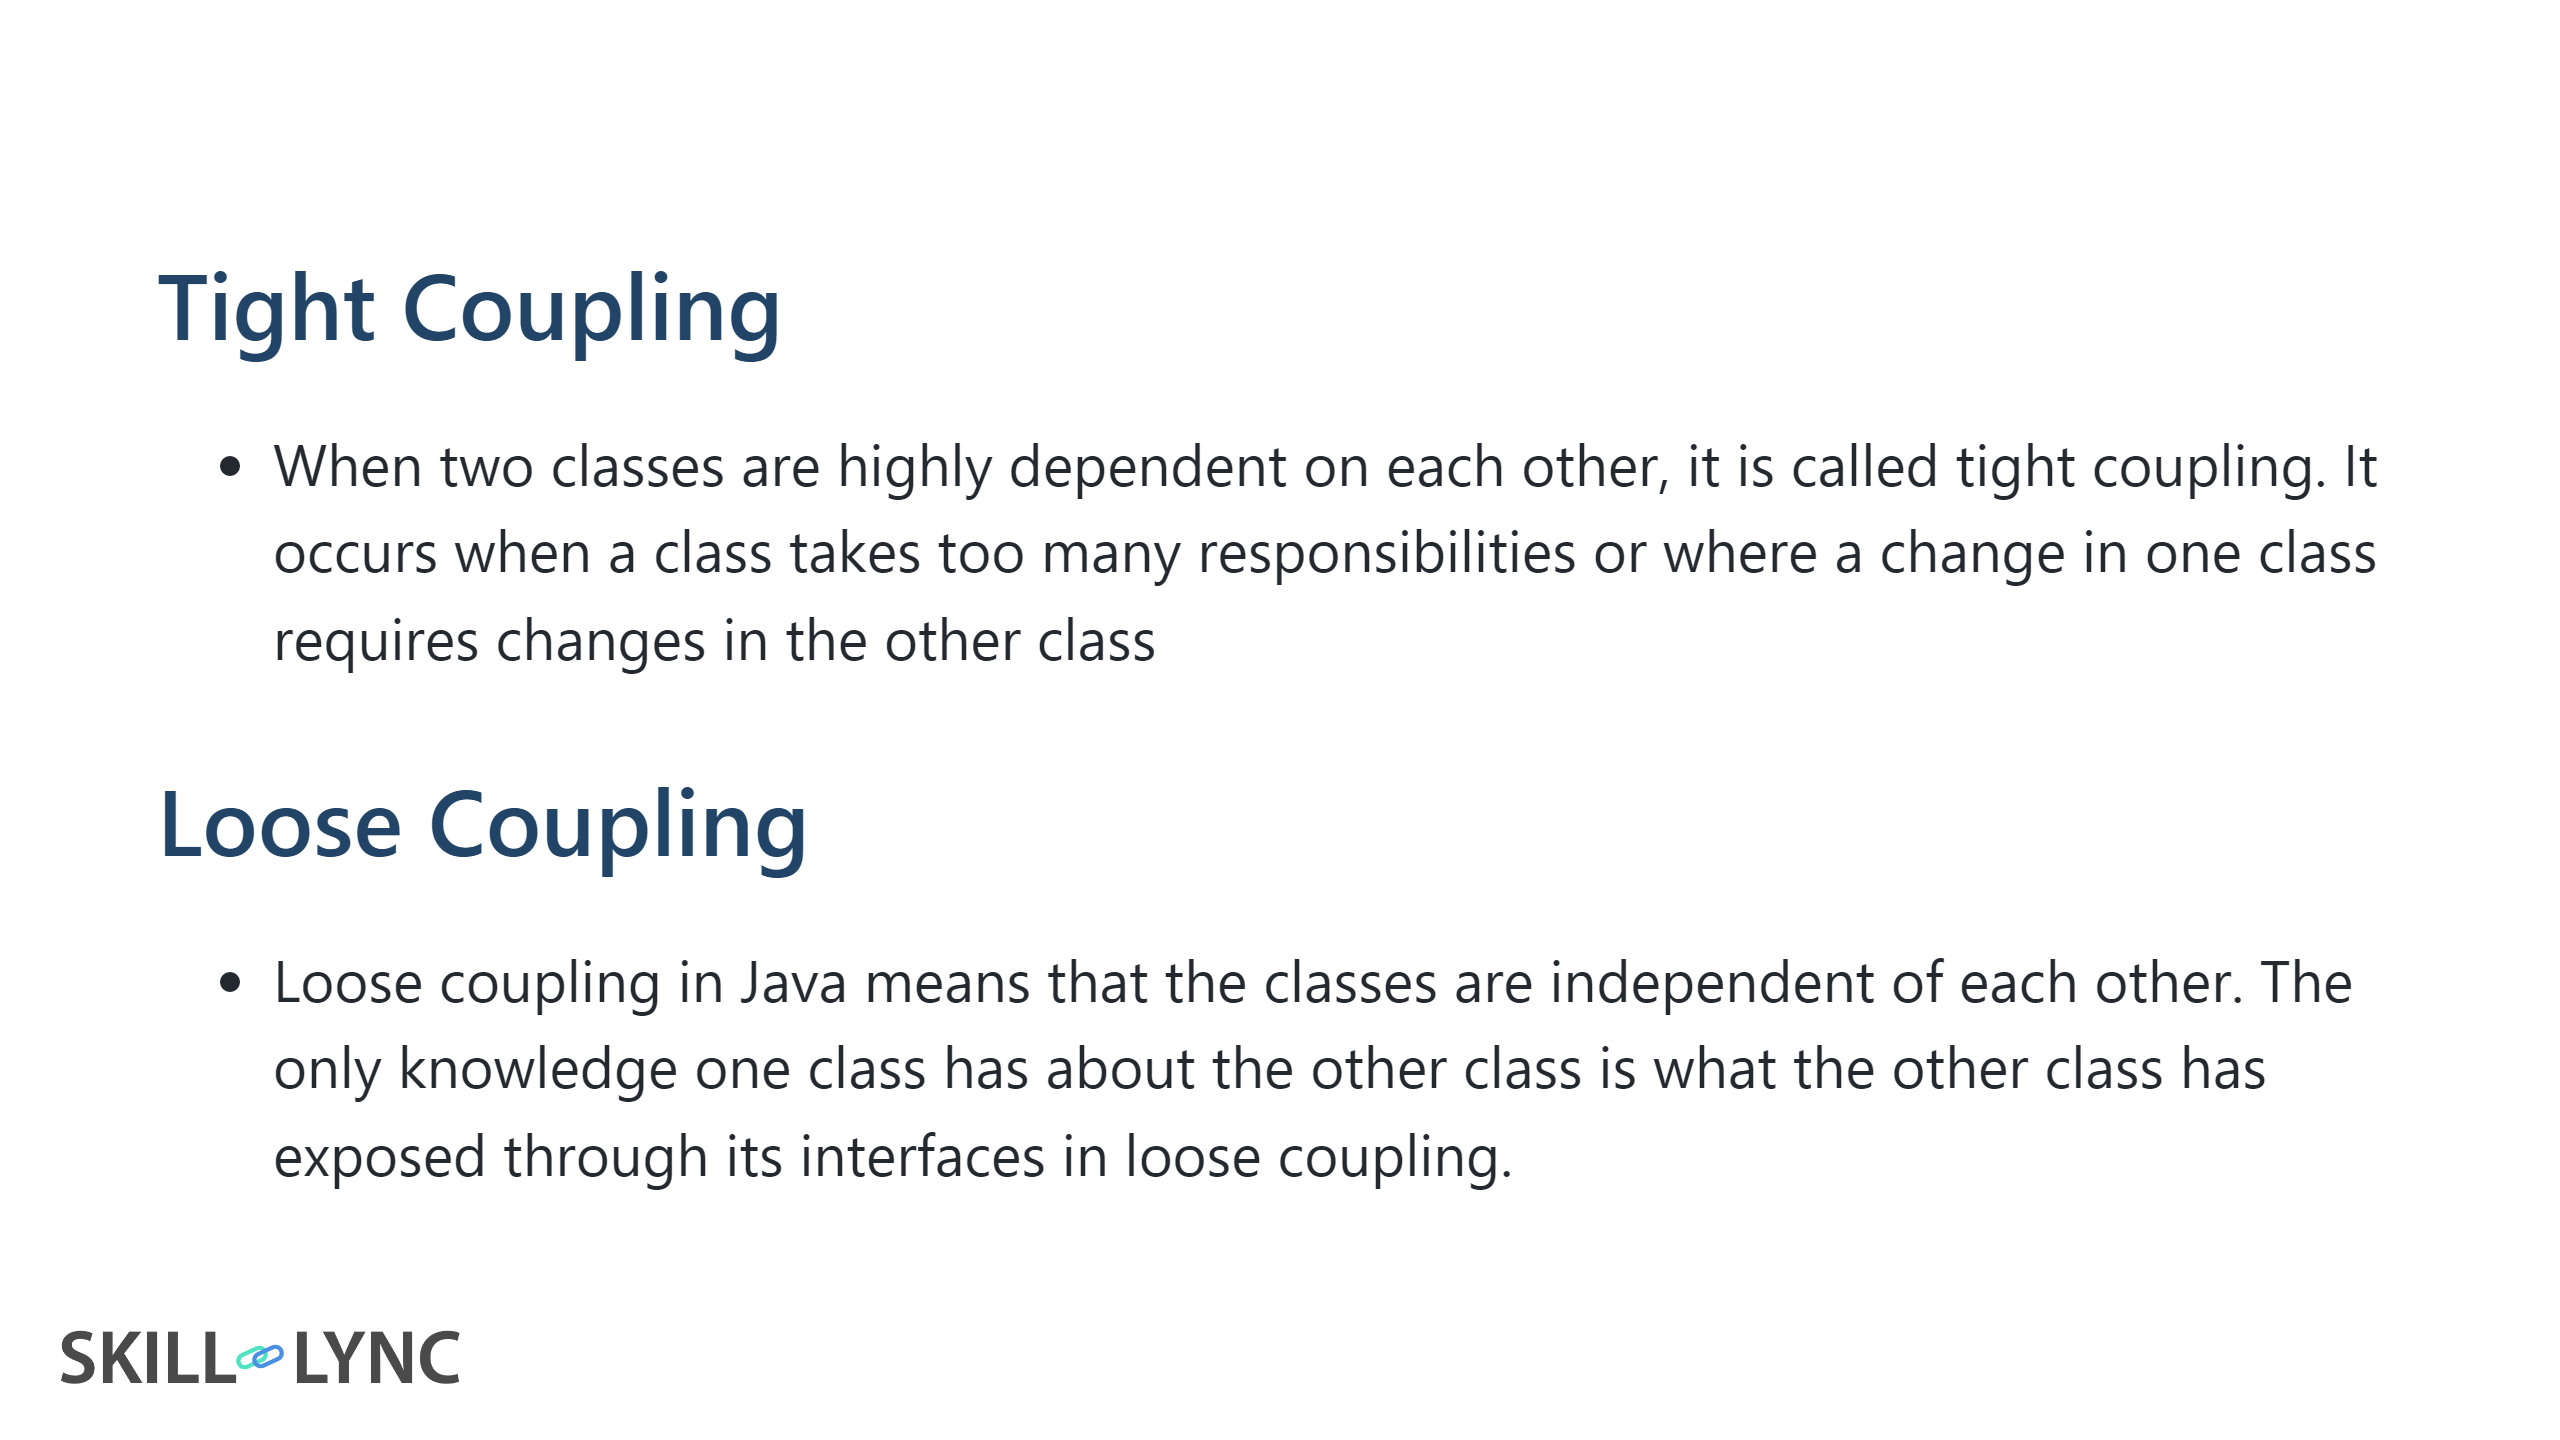 Tight Coupling
• When two classes are highly dependent on each other, it is called tight coupling. It
occurs when a class takes too many responsibilities or where a change in one class
requires changes in the other class
Loose Coupling
• Loose coupling in Java means that the classes are independent of each other. The
only knowledge one class has about the other class is what the other class has
exposed through its interfaces in loose coupling.
SKILL LYNC